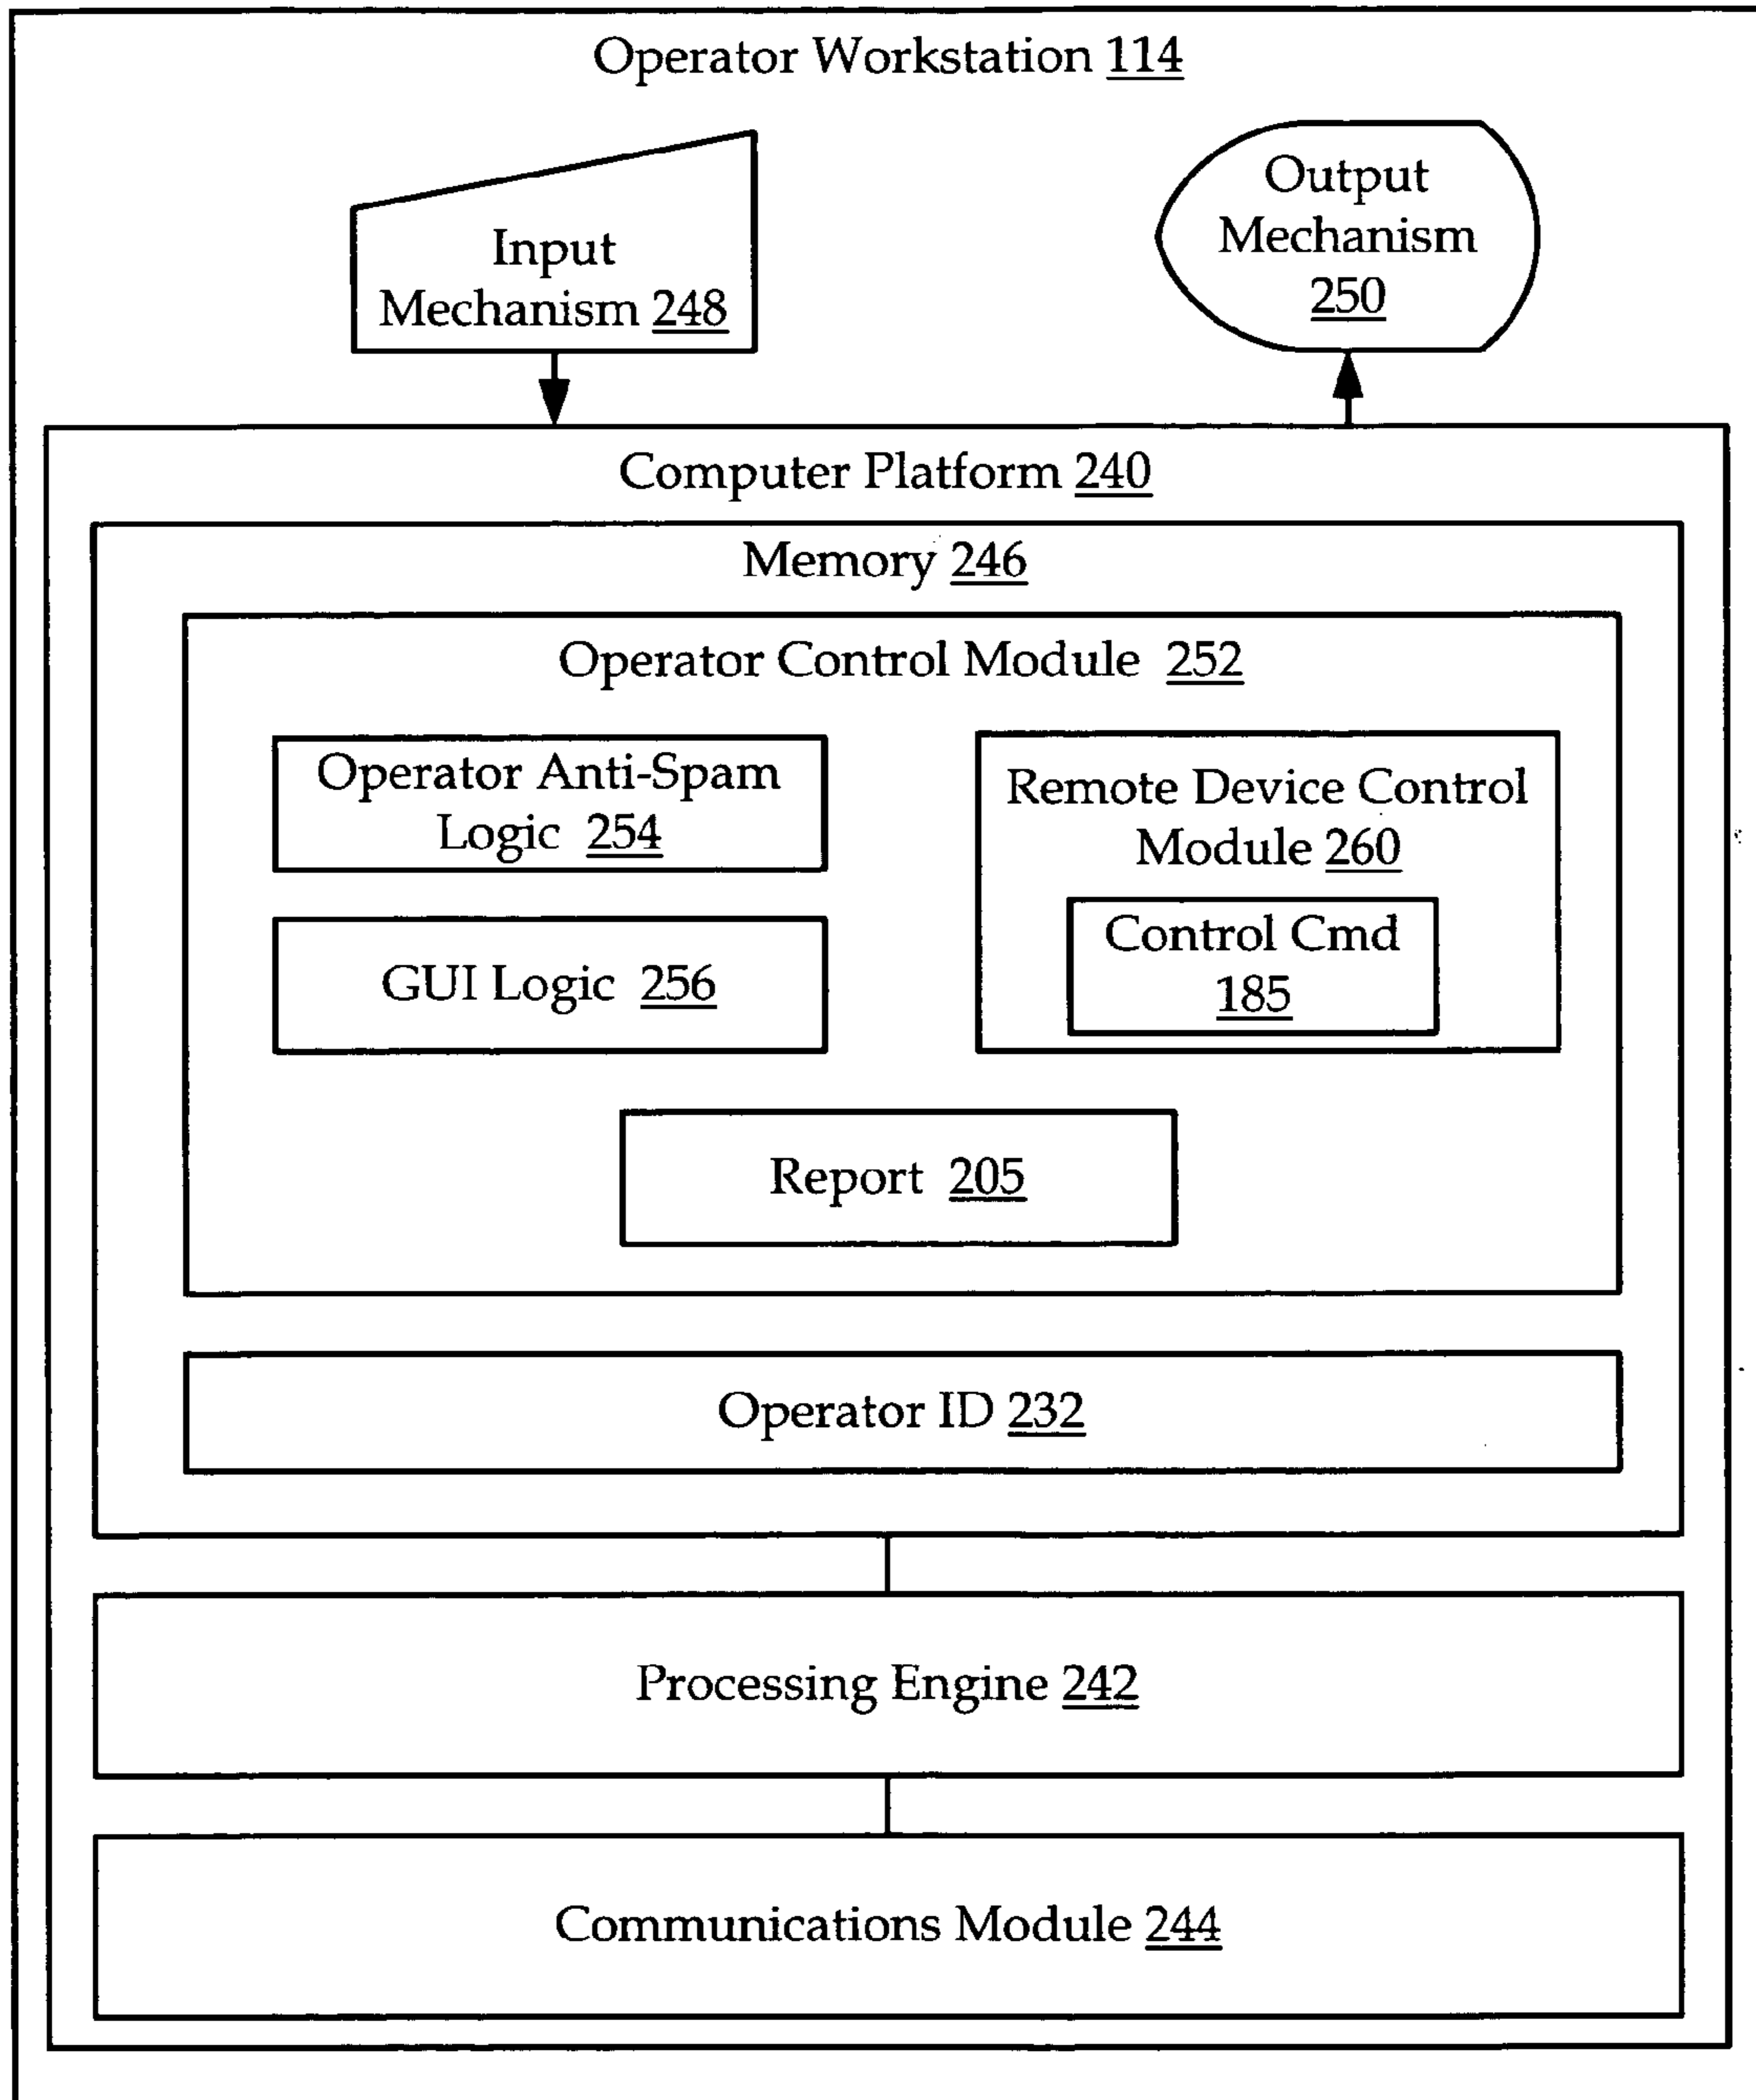 Operator Workstation 114
Input
Mechanism 248
Output
Mechanism
250
Computer Platform 240
Memory 246
Operator Control Module 252
Operator Anti-Spam
Logic 254
Remote Device Control
Module 260
GUI Logic 256
Control Cmd
185
Report 205
Operator ID 232
Processing Engine 242
Communications Module 244